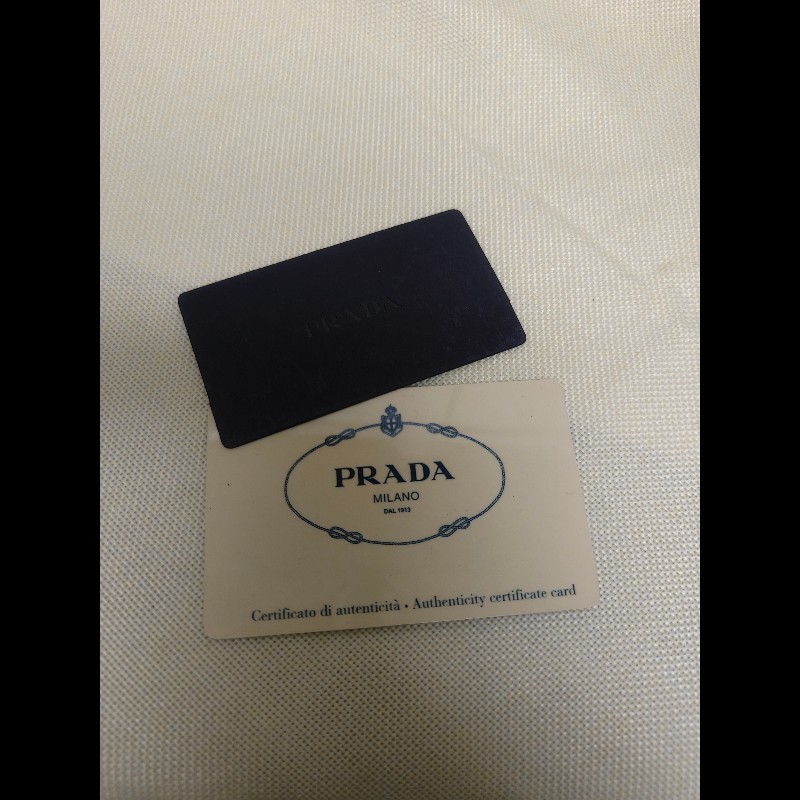 PRADA
PRADA
MILANO
DAL 1913
Certificato di autenticità • Authenticity certificate card